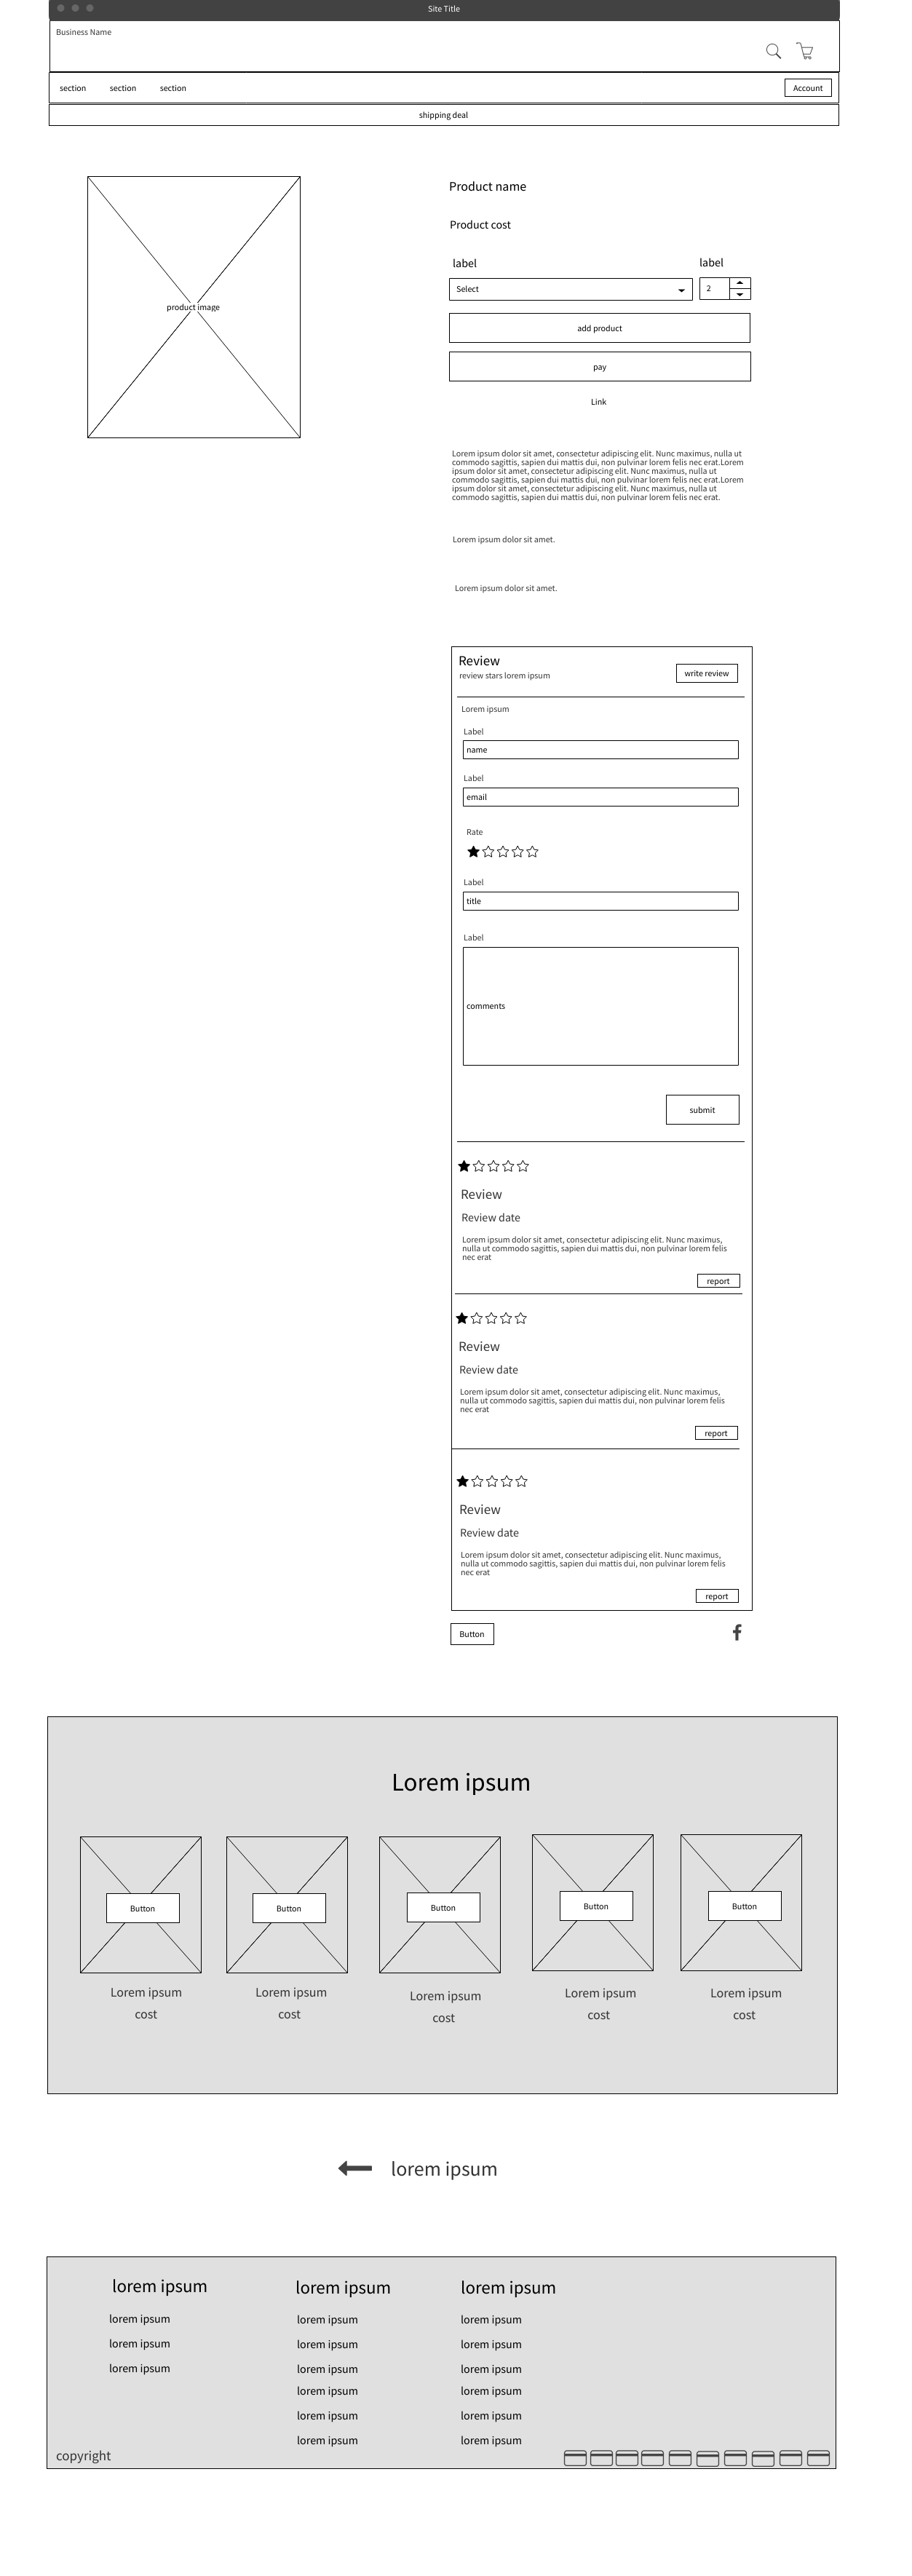 Site Title
Business Name
section section section Account
shipping deal
product image
Product name
Product cost
label label
Select 2
add product
pay
Link
Lorem ipsum dolor sit amet, consectetur adipiscing elit. Nunc maximus, nulla ut
commodo sagittis, sapien dui mattis dui, non pulvinar lorem felis nec erat.Lorem
ipsum dolor sit amet, consectetur adipiscing elit. Nunc maximus, nulla ut
commodo sagittis, sapien dui mattis dui, non pulvinar lorem felis nec erat.Lorem
ipsum dolor sit amet, consectetur adipiscing elit. Nunc maximus, nulla ut
commodo sagittis, sapien dui mattis dui, non pulvinar lorem felis nec erat.
Lorem ipsum dolor sit amet.
Lorem ipsum dolor sit amet.
Review
review stars lorem ipsum
write review
Lorem ipsum
Label
name
Label
email
Rate
Label
title
Label
comments
submit
Review
Review date
Lorem ipsum dolor sit amet, consectetur adipiscing elit. Nunc maximus,
nulla ut commodo sagittis, sapien dui mattis dui, non pulvinar lorem felis
nec erat
report
Review
Review date
Lorem ipsum dolor sit amet, consectetur adipiscing elit. Nunc maximus,
nulla ut commodo sagittis, sapien dui mattis dui, non pulvinar lorem felis
nec erat
report
Review
Review date
Lorem ipsum dolor sit amet, consectetur adipiscing elit. Nunc maximus,
nulla ut commodo sagittis, sapien dui mattis dui, non pulvinar lorem felis
nec erat
report
Button
Lorem ipsum
Button Button Button Button Button
Lorem ipsum Lorem ipsum Lorem ipsum Lorem ipsum Lorem ipsum
cost cost cost cost cost
lorem ipsum
lorem ipsum lorem ipsum lorem ipsum
lorem ipsum lorem ipsum lorem ipsum
lorem ipsum lorem ipsum lorem ipsum
lorem ipsum lorem ipsum lorem ipsum
lorem ipsum lorem ipsum
lorem ipsum lorem ipsum
lorem ipsum lorem ipsum
copyright